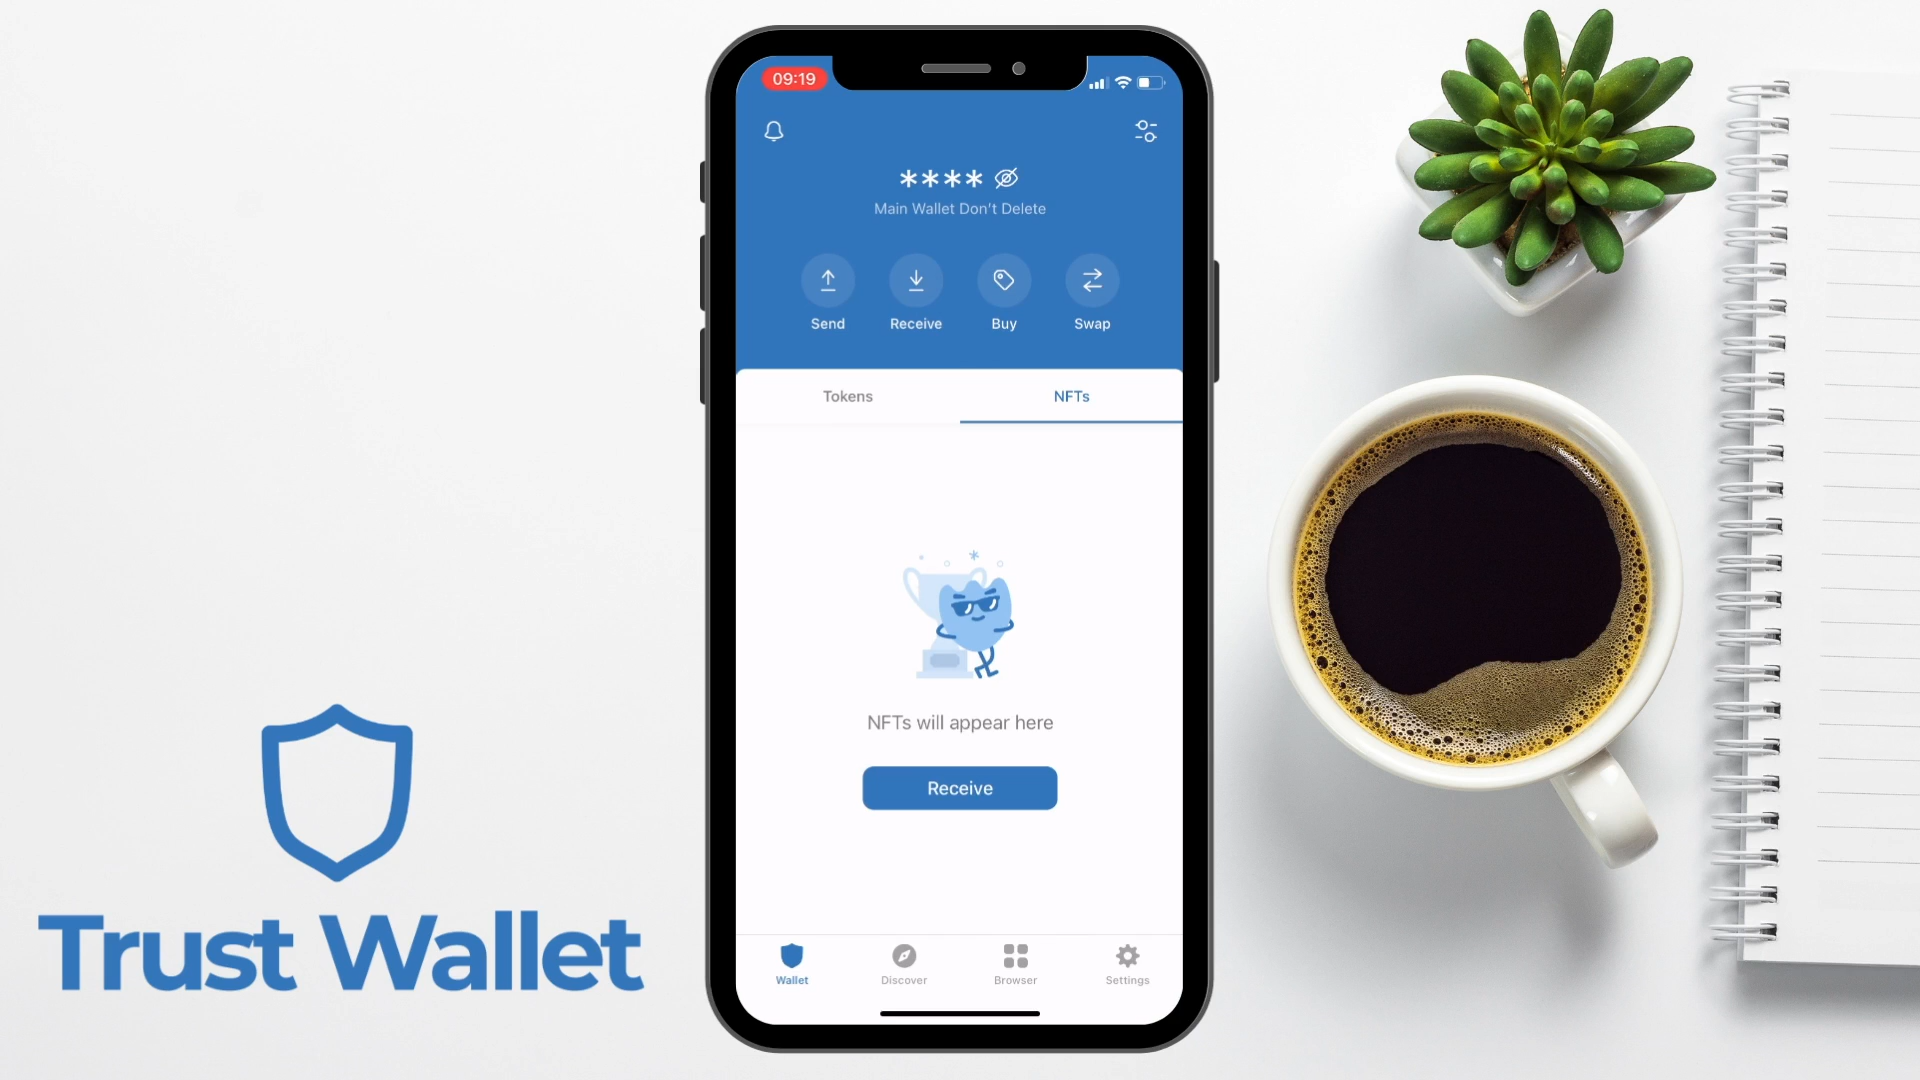 09:19
****
Main Wallet Don't Delete
Send Receive Buy Swap
Tokens NFTs
NFTs will appear here
Receive
Wallet Discover Browser Settings
Trust Wallet